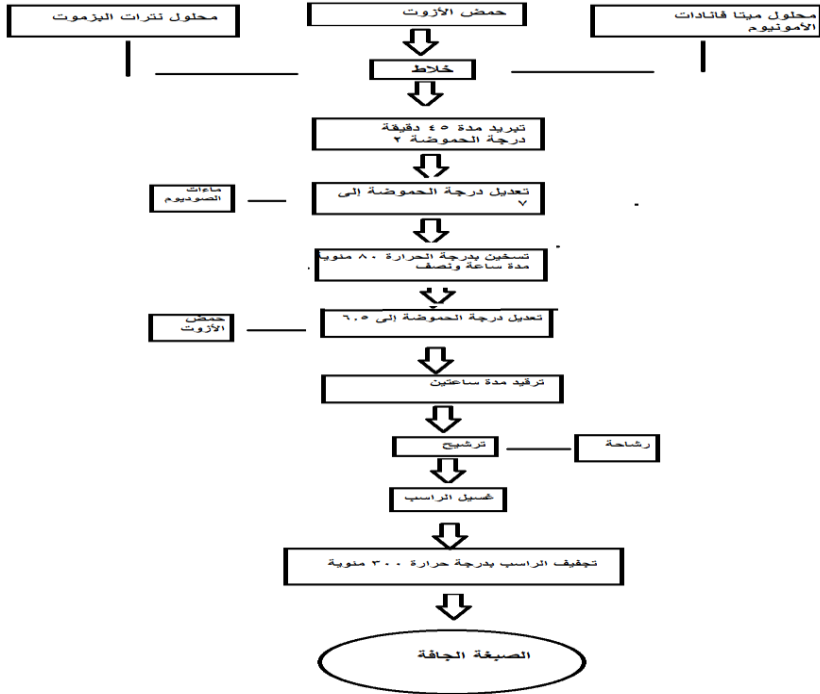 محلول ميتا فانادات
الأمونيوم
حمض الأزوت
محلول نترات البزموت
خلاط
تبريد مدة ٤٥ دقيقة
درجة الحموضة ٢
تعديل درجة الحموضة إلى
٧
ماءات
الصوديوم
تسخين بدرجة الحرارة ٨٠ مئوية
مدة ساعة ونصف
تعديل درجة الحموضة إلى ٦.٥
حمض
الأزوت
ترقيد مدة ساعتين
ترشيح
رشاحة
غسيل الراسب
تجفيف الراسب بدرجة حرارة ٣٠٠ مئوية
الصبغة الجافة